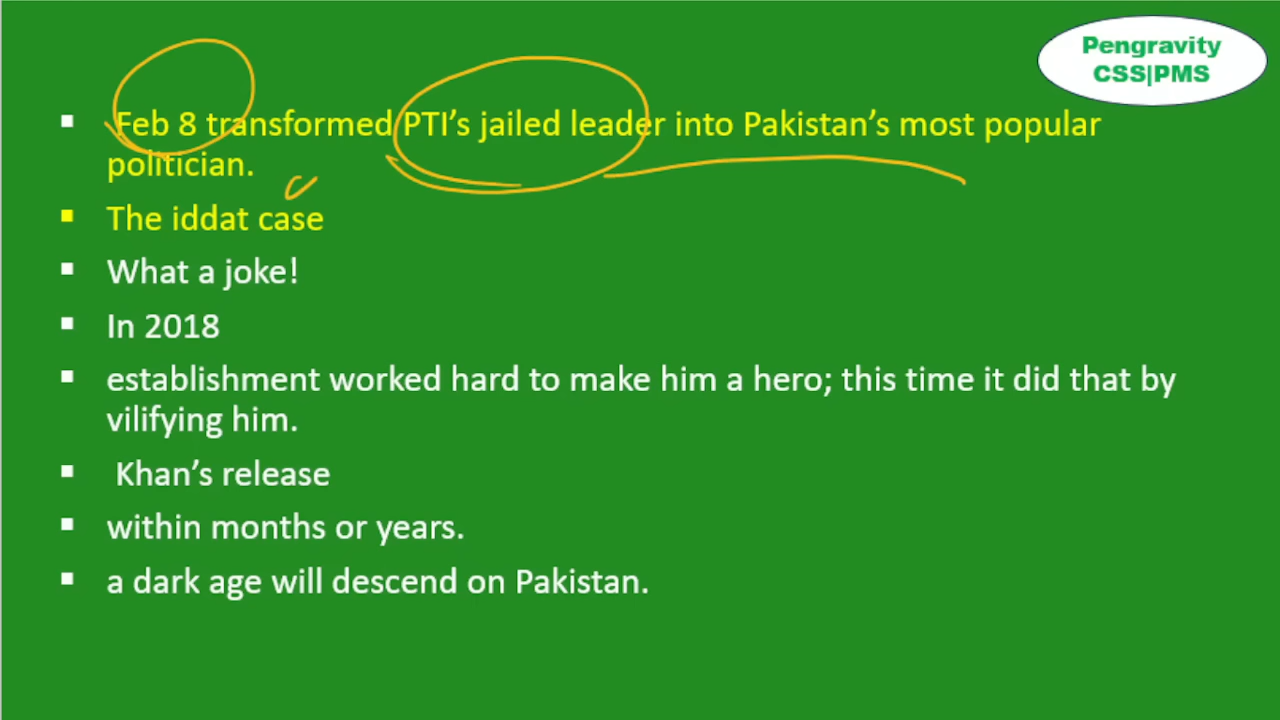 Pengravity
CSS|PMS
▪ Feb 8 transformed PTI's jailed leader into Pakistan's most popular
politician.
▪ The iddat case
▪ What a joke!
▪ In 2018
▪ establishment worked hard to make him a hero; this time it did that by
vilifying him.
▪ Khan's release
▪ within months or years.
▪ a dark age will descend on Pakistan.